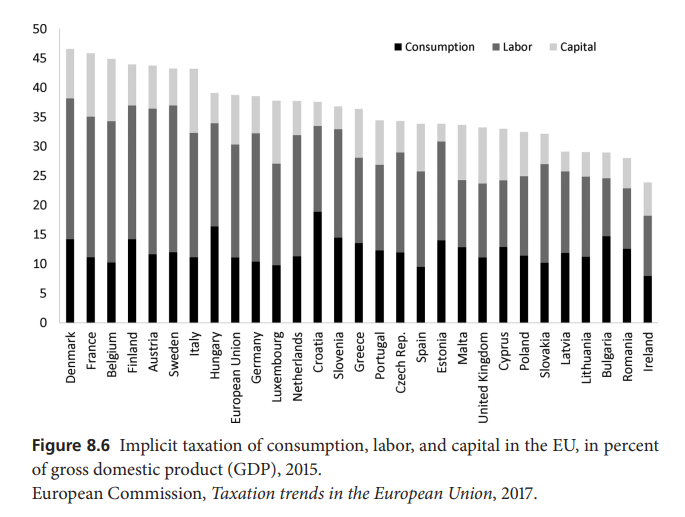 50
45
40
35
30
25
20
15
10
5
0
Consumption Labor Capital
Denmark
France
Belgium
Finland
Austria
Sweden
Italy
Hungary
European Union
Germany
Luxembourg
Netherlands
Croatia
Slovenia
Greece
Portugal
Czech Rep.
Spain
Estonia
Malta
United Kingdom
Cyprus
Poland
Slovakia
Latvia
Lithuania
Bulgaria
Romania
Ireland
Figure 8.6 Implicit taxation of consumption, labor, and capital in the EU, in percent
of gross domestic product (GDP), 2015.
European Commission, Taxation trends in the European Union, 2017.